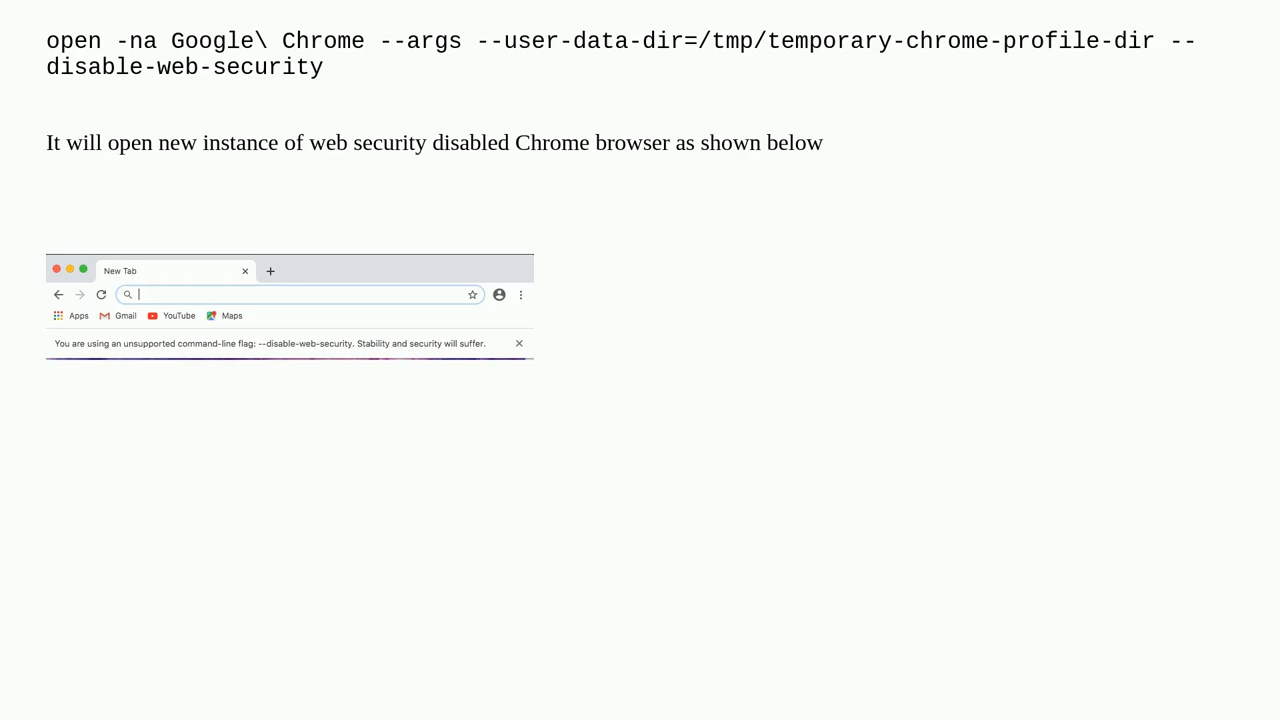 open -na Google\ Chrome --args --user-data-dir=/tmp/temporary-chrome-profile-dir --
disable-web-security
It will open new instance of web security disabled Chrome browser as shown below
New Tab
Apps Gmail YouTube Maps
You are using an unsupported command-line flag: --disable-web-security. Stability and security will suffer.